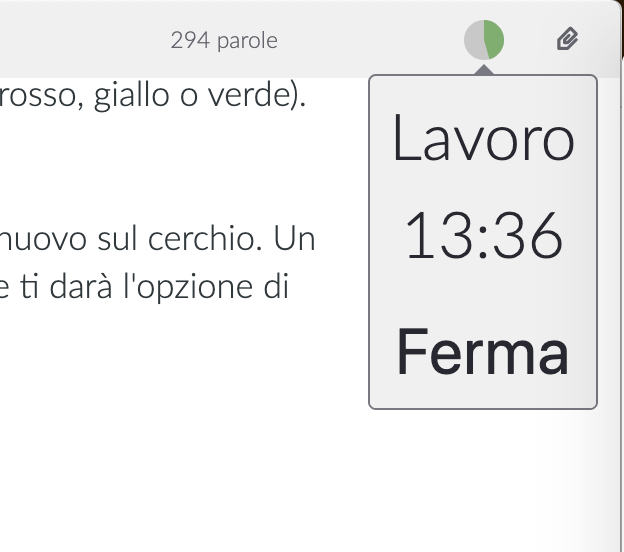 294 parole
rosso, giallo o verde).
nuovo sul cerchio. Un
e ti darà l'opzione di
Lavoro
13:36
Ferma